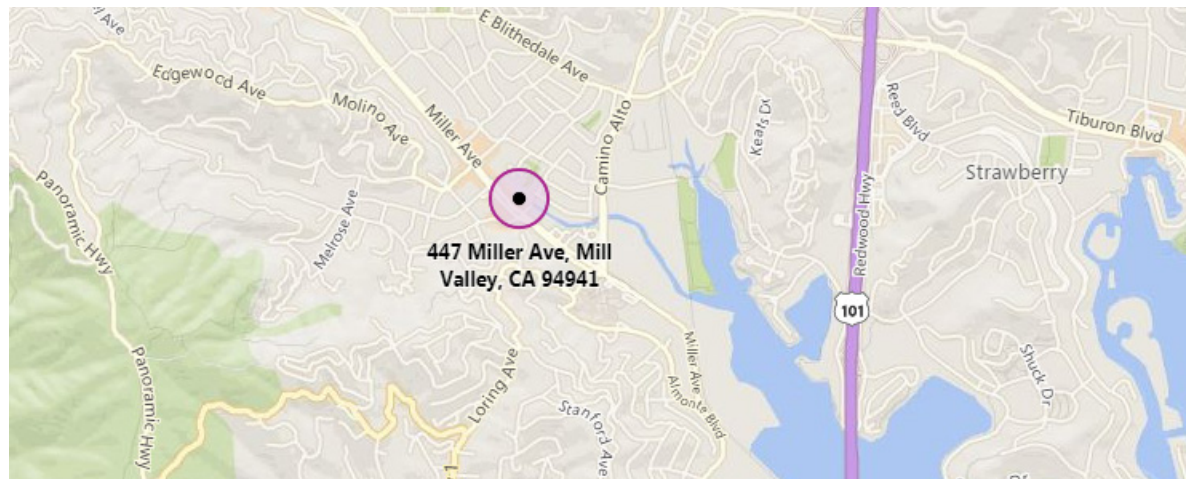 y Ave
E Blithedale Ave
Edgewood Ave
Molino Ave
Miller Ave
Camino Alto
Keats Dr
Reed Blvd
Tiburon Blvd
Strawberry
Panoramic Hwy
Melrose Ave
Redwood Hwy
447 Miller Ave, Mill
Valley, CA 94941
101
Panoramic Hwy
Loring Ave
Miller Ave
Almonte Blvd
Shuck Dr
Stanford Ave
1